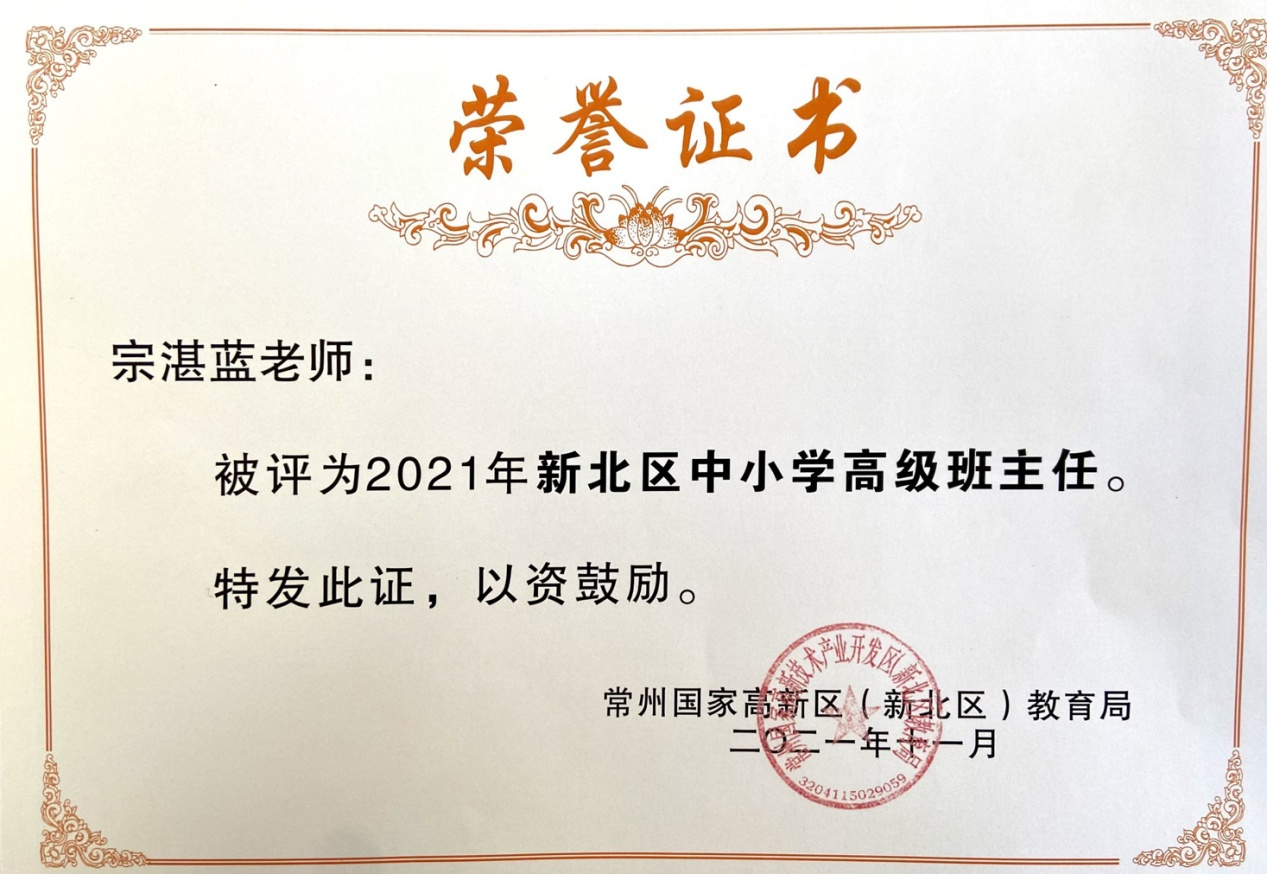 荣誉证书
宗湛蓝老师：
被评为2021年新北区中小学高级班主任。
特发此证，以资鼓励。
常州国家高新区（新北区）教育局
二〇二一年十一月
3204115029059